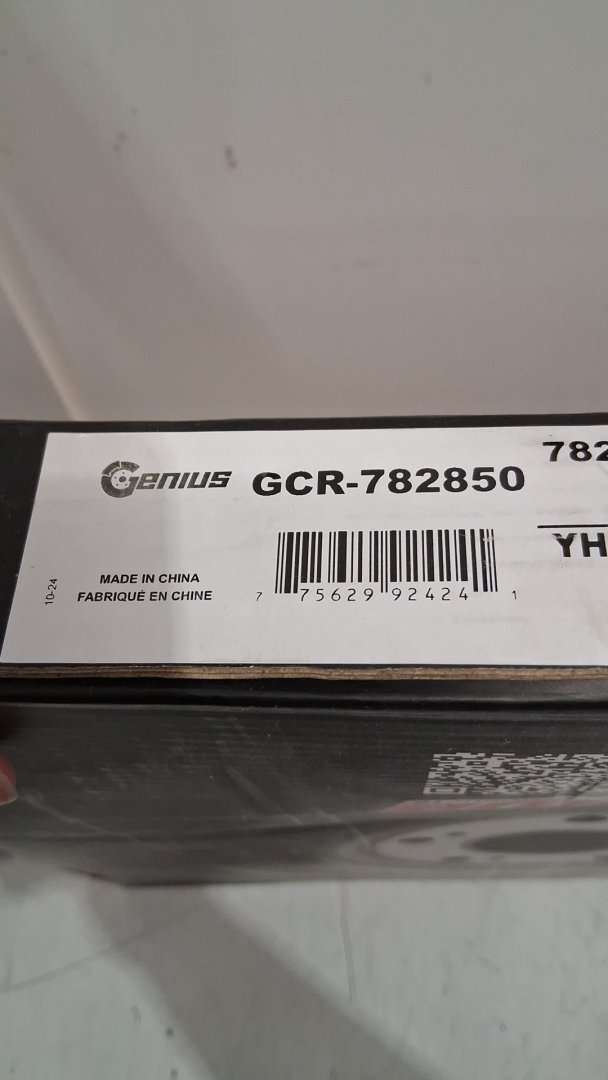 GENIUS GCR-782850
782
YH
10-24
MADE IN CHINA
FABRIQUÉ EN CHINE
7 75629 92424 1